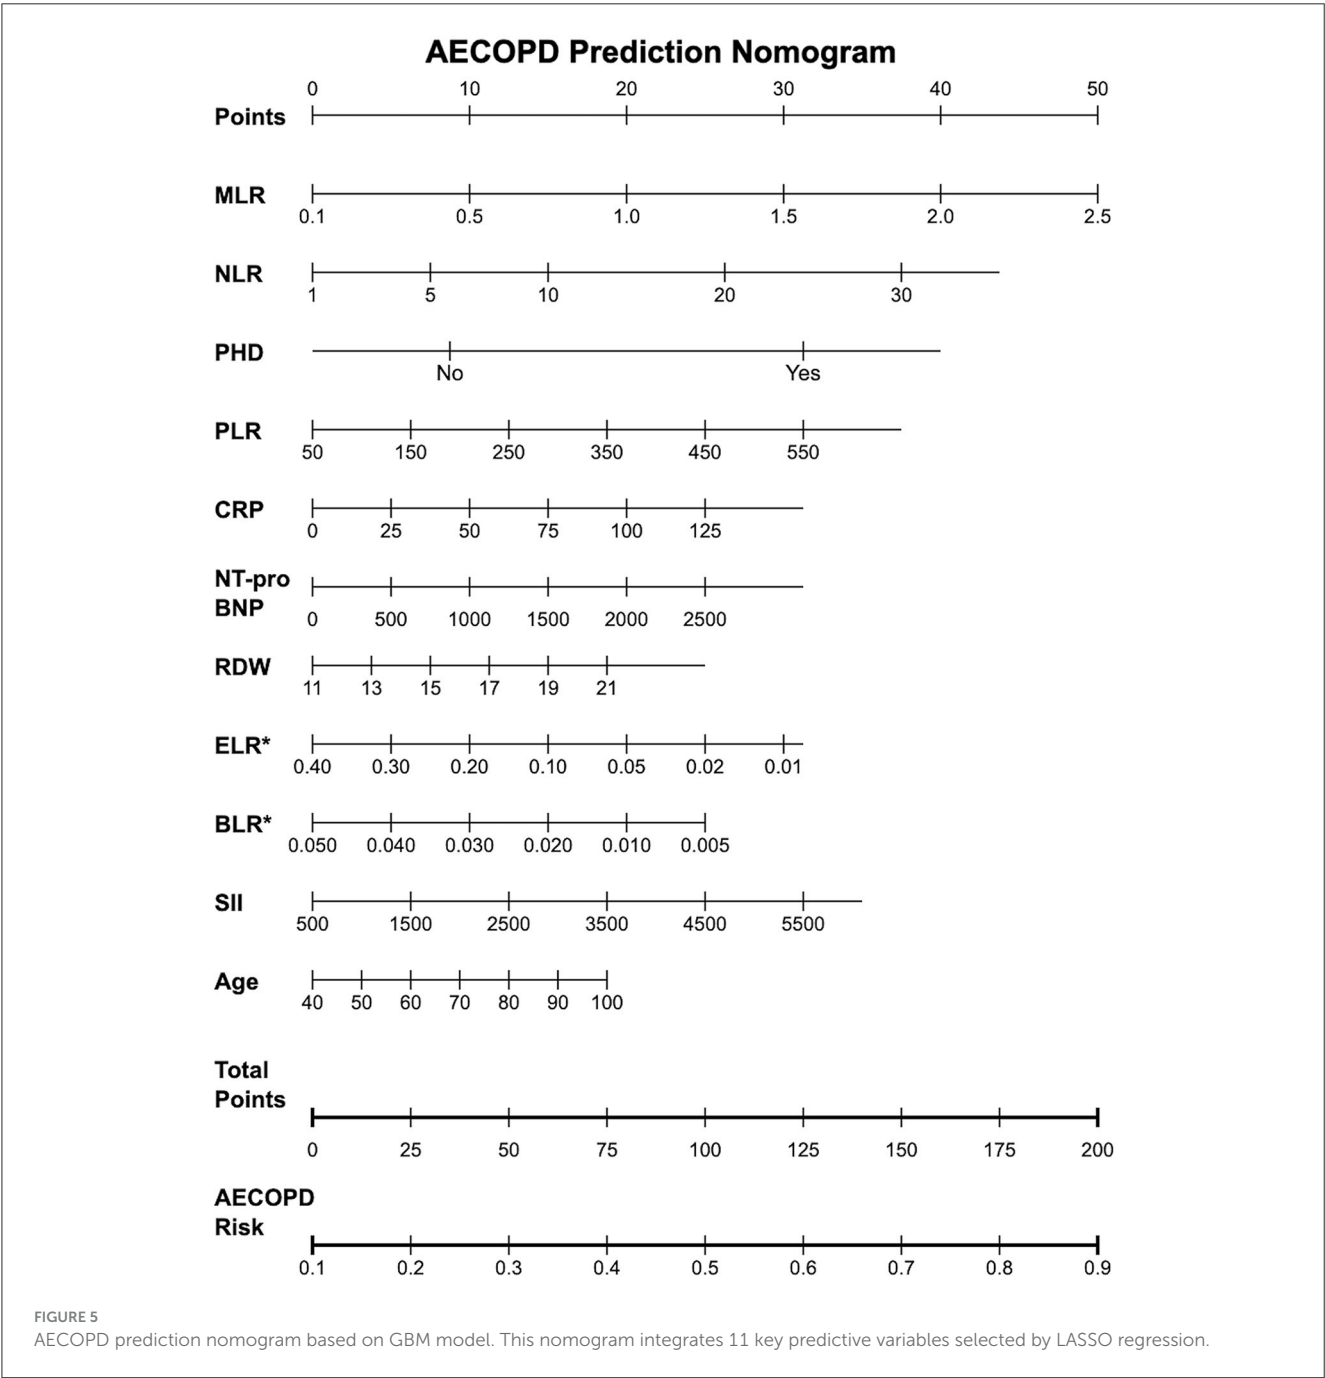 AECOPD Prediction Nomogram
0 10 20 30 40 50
Points
MLR
0.1 0.5 1.0 1.5 2.0 2.5
NLR
1 5 10 20 30
PHD
No Yes
PLR
50 150 250 350 450 550
CRP
0 25 50 75 100 125
NT-pro
BNP
0 500 1000 1500 2000 2500
RDW
11 13 15 17 19 21
ELR*
0.40 0.30 0.20 0.10 0.05 0.02 0.01
BLR*
0.050 0.040 0.030 0.020 0.010 0.005
SII
500 1500 2500 3500 4500 5500
Age
40 50 60 70 80 90 100
Total
Points
0 25 50 75 100 125 150 175 200
AECOPD
Risk
0.1 0.2 0.3 0.4 0.5 0.6 0.7 0.8 0.9
FIGURE 5
AECOPD prediction nomogram based on GBM model. This nomogram integrates 11 key predictive variables selected by LASSO regression.